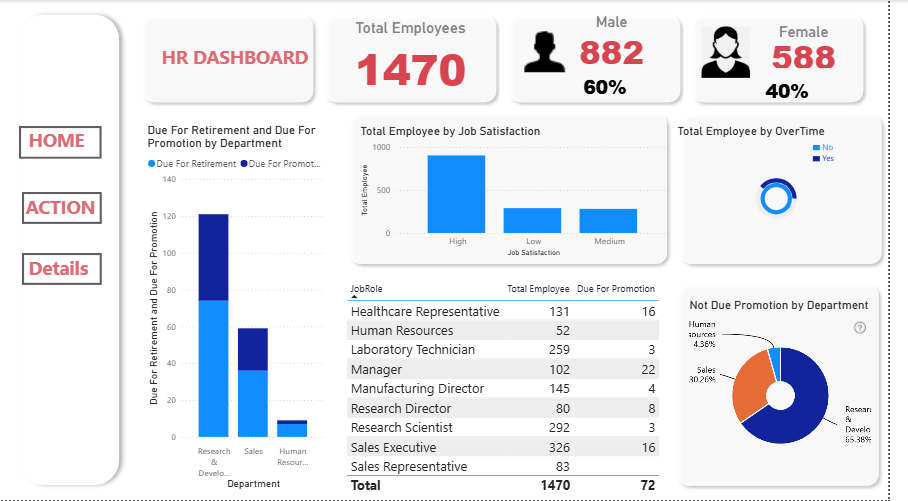 HOME
ACTION
Details
HR DASHBOARD
Total Employees
1470
Male
882
60%
Female
588
40%
Due For Retirement and Due For
Promotion by Department
Due For Retirement Due For Promot...
Due For Retirement and Due For Promotion
140
120
100
80
60
40
20
0
Research
&
Develo...
Sales
Human
Resour...
Department
Total Employee by Job Satisfaction
Total Employee
1000
500
0
High Low Medium
Job Satisfaction
Total Employee by OverTime
No
Yes
JobRole Total Employee Due For Promotion
Healthcare Representative 131 16
Human Resources 52
Laboratory Technician 259 3
Manager 102 22
Manufacturing Director 145 4
Research Director 80 8
Research Scientist 292 3
Sales Executive 326 16
Sales Representative 83
Total 1470 72
Not Due Promotion by Department
?
Human
sources
4.36%
Sales
30.26%
Resear
&
Develo
65.38%